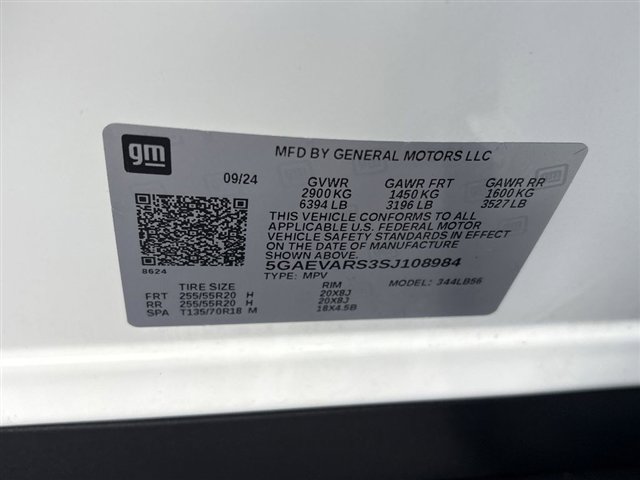 gm
MFD BY GENERAL MOTORS LLC
09/24 GVWR GAWR FRT GAWR RR
2900 KG 1450 KG 1600 KG
6394 LB 3196 LB 3527 LB
THIS VEHICLE CONFORMS TO ALL
APPLICABLE U.S. FEDERAL MOTOR
VEHICLE SAFETY STANDARDS IN EFFECT
ON THE DATE OF MANUFACTURE
SHOWN ABOVE.
8624
5GAEVARS3SJ108984
TYPE: MPV MODEL: 344LB56
TIRE SIZE RIM
FRT 255/55R20 H 20X8J
RR 255/55R20 H 20X8J
SPA T135/70R18 M 18X4.5B